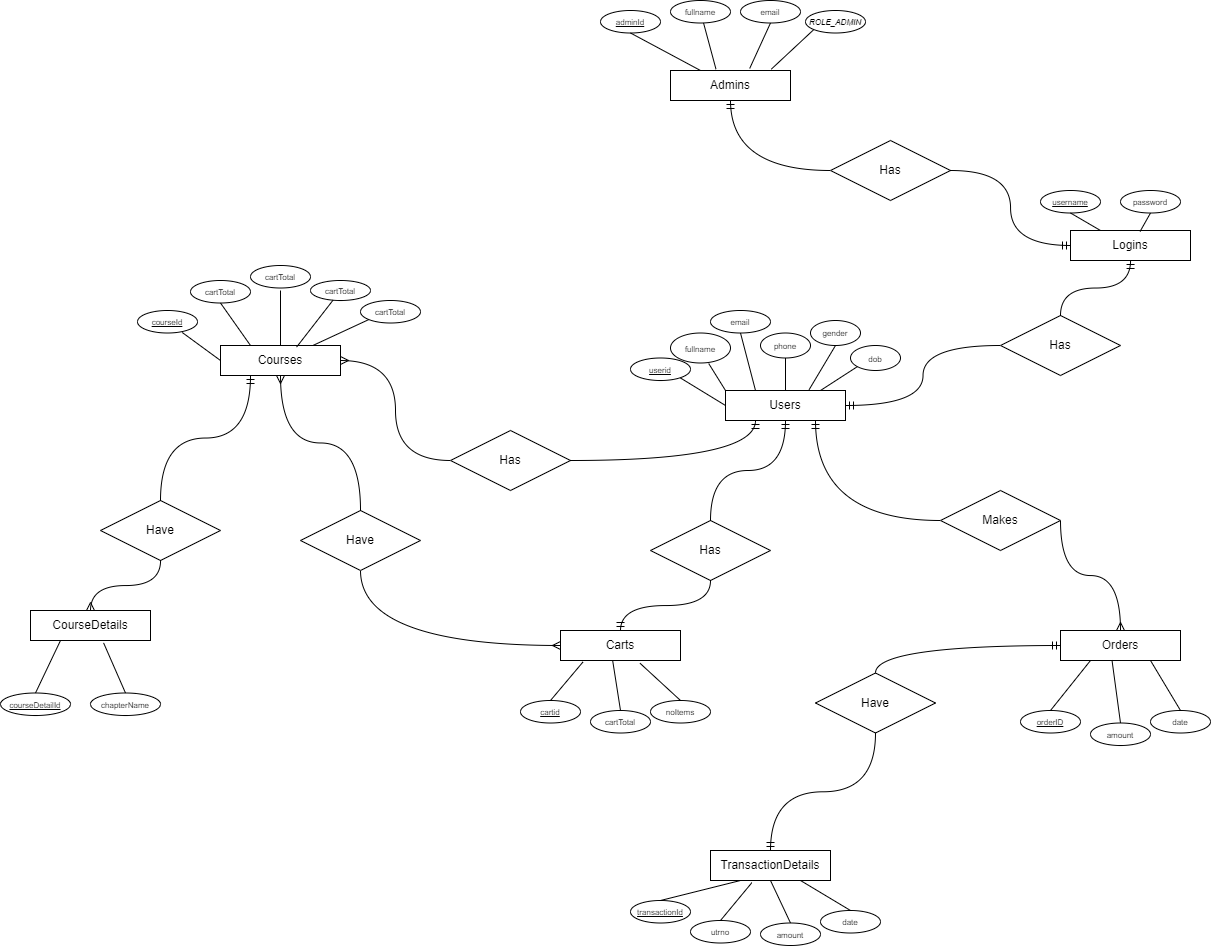 adminId
fullname
email
ROLE_ADMIN
Admins
Has
username
password
Logins
Has
courseId
cartTotal
cartTotal
cartTotal
cartTotal
Courses
userid
fullname
email
phone
gender
dob
Users
Has
Have
Have
Has
Makes
CourseDetails
courseDetailId
chapterName
Carts
cartid
cartTotal
noItems
Orders
orderID
amount
date
Have
TransactionDetails
transactionId
utrno
amount
date